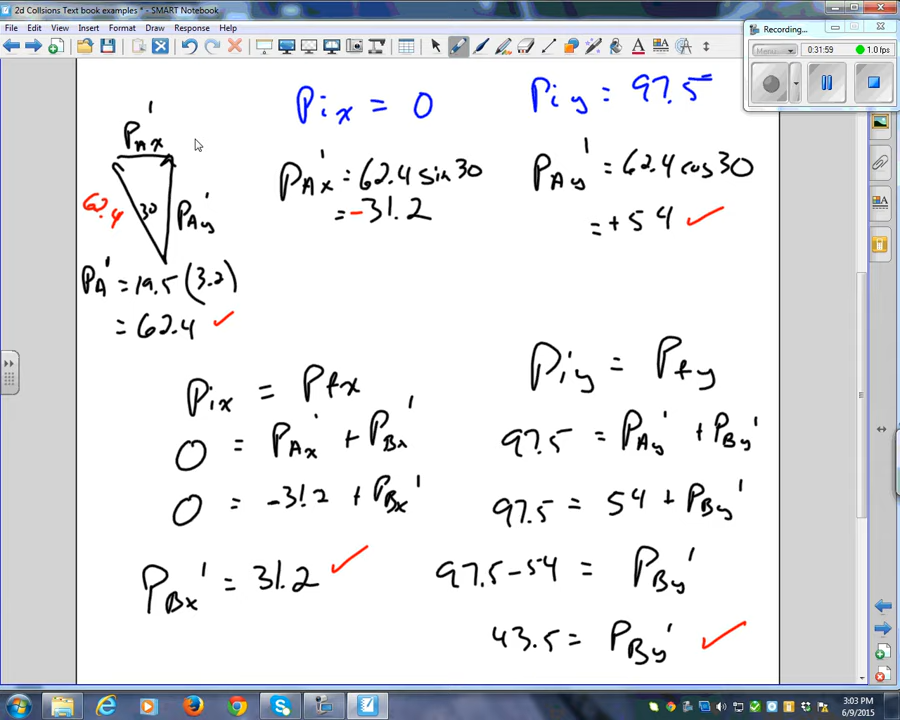 2d Collsions Text book examples * - SMART Notebook
File Edit View Insert Format Draw Response Help
Recording...
Menu
00:31:59 1.0 fps
Pix = 0
Piy = 97.5
PAx'
62.4
30
PAy'
PAx' = 62.4 sin 30
= -31.2
PAy' = 62.4 cos 30
= +54 ✓
PA' = 19.5 (3.2)
= 62.4 ✓
Pix = Pfx
0 = PAx' + PBx'
0 = -31.2 + PBx'
PBx' = 31.2 ✓
Piy = Pfy
97.5 = PAy' + PBy'
97.5 = 54 + PBy'
97.5 - 54 = PBy'
43.5 = PBy' ✓
3:03 PM
6/9/2015